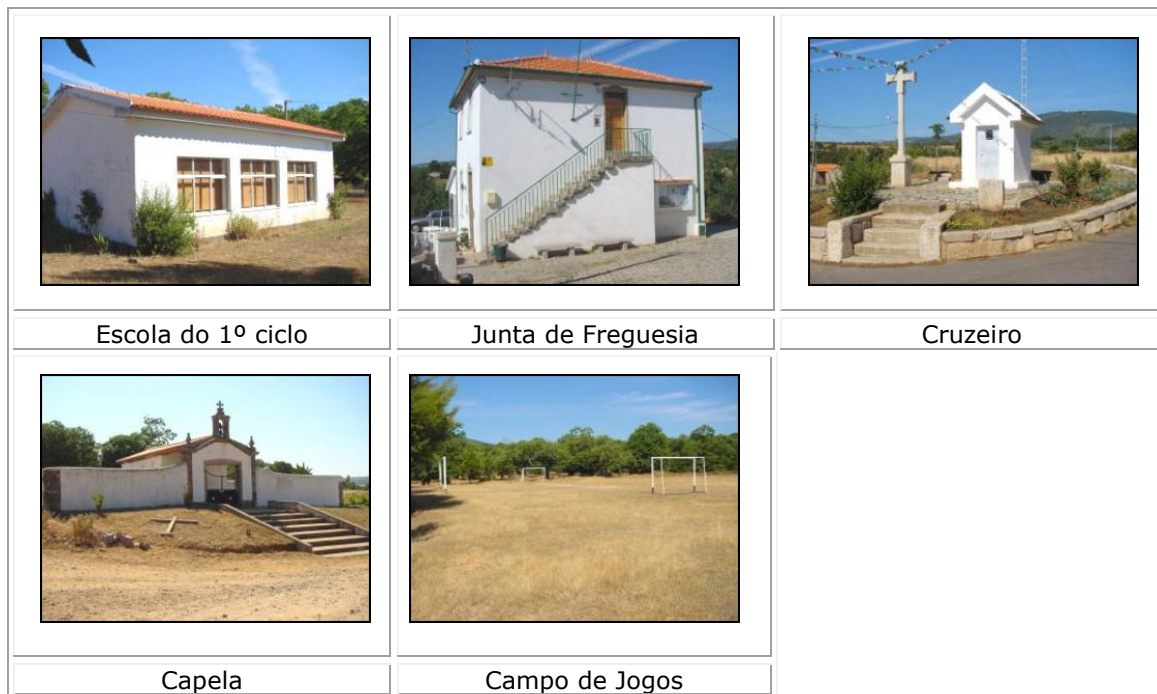 Escola do 1º ciclo
Junta de Freguesia
Cruzeiro
Capela
Campo de Jogos